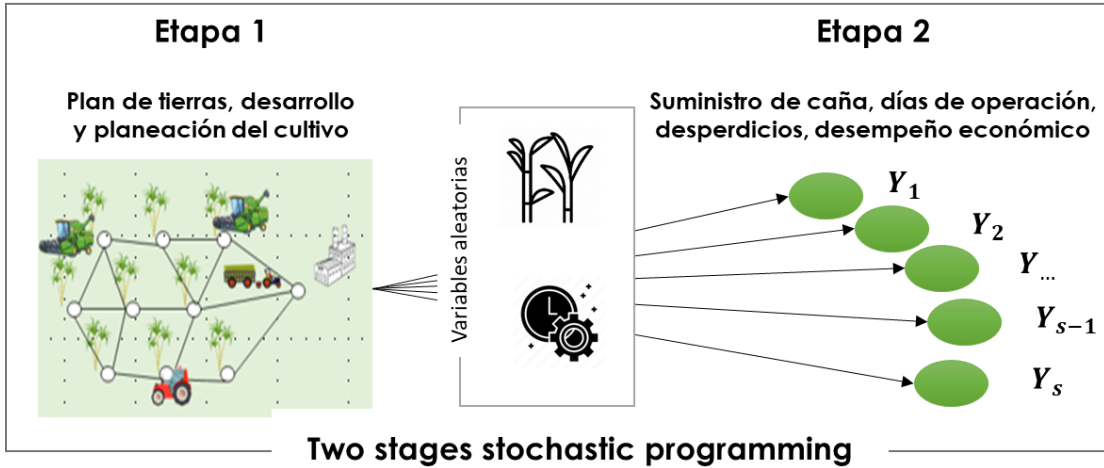 Etapa 1
Etapa 2
Plan de tierras, desarrollo
y planeación del cultivo
Suministro de caña, días de operación,
desperdicios, desempeño económico
Variables aleatorias
Y₁
Y₂
Y...
Yₛ₋₁
Yₛ
Two stages stochastic programming